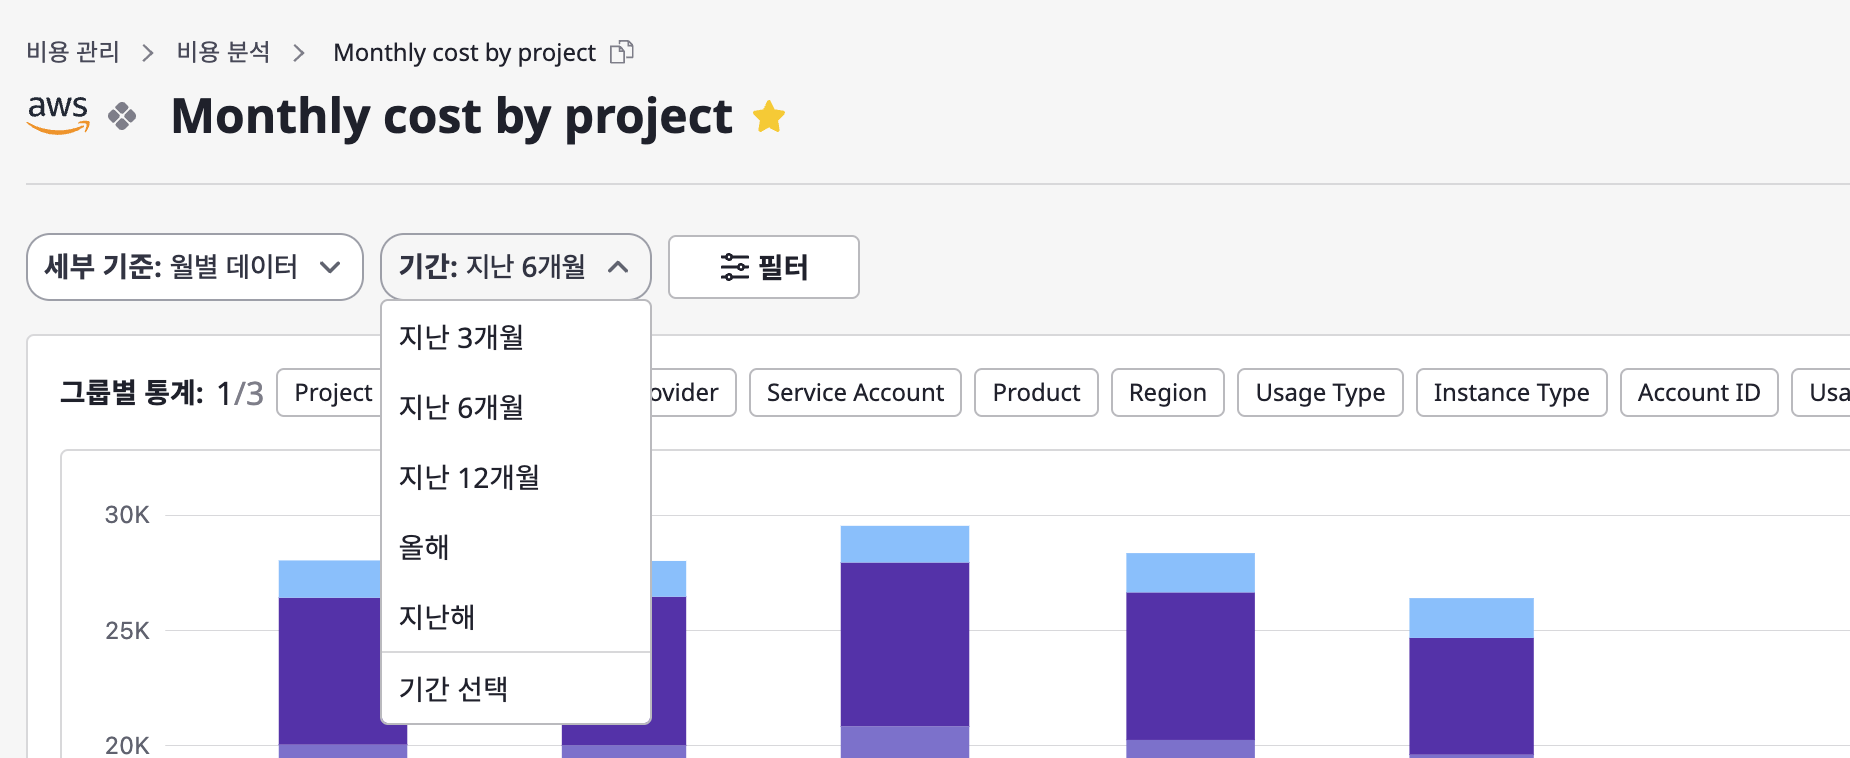 비용 관리 > 비용 분석 > Monthly cost by project
aws Monthly cost by project
세부 기준: 월별 데이터
기간: 지난 6개월
필터
지난 3개월
지난 6개월
지난 12개월
올해
지난해
기간 선택
그룹별 통계: 1/3 Project Service Account Product Region Usage Type Instance Type Account ID
30K
25K
20K